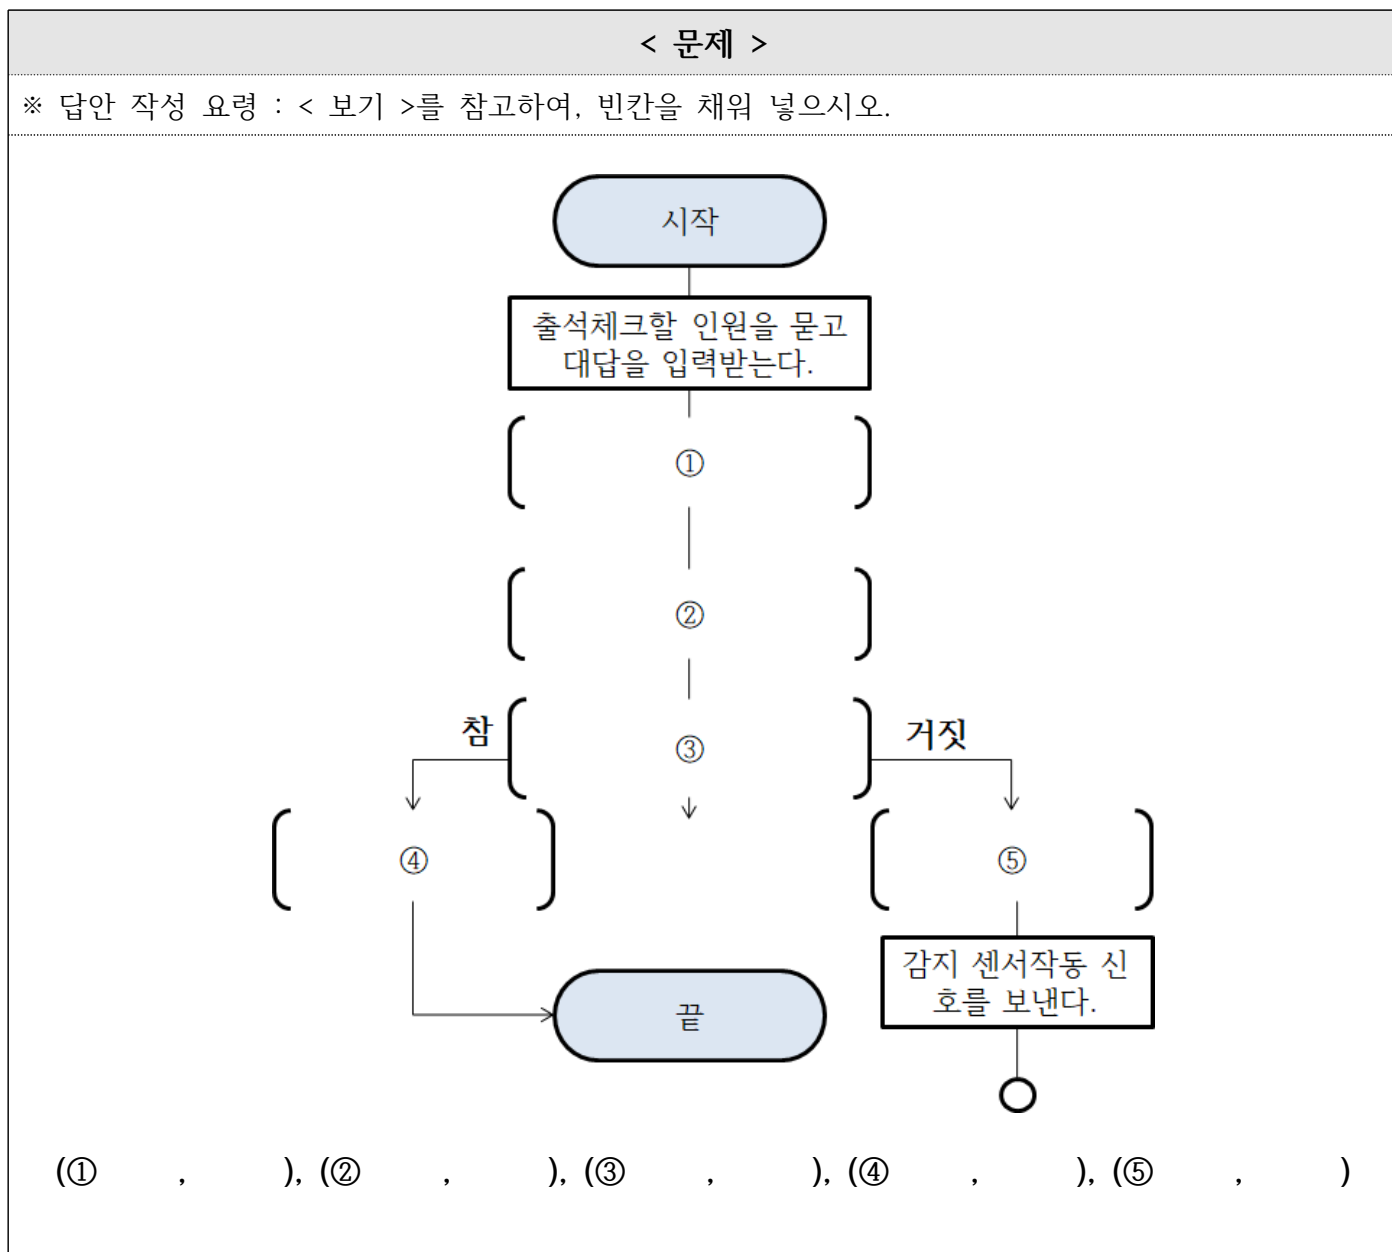 < 문제 >
※ 답안 작성 요령 : < 보기 >를 참고하여, 빈칸을 채워 넣으시오.
시작
출석체크할 인원을 묻고
대답을 입력받는다.
①
②
참
③
거짓
④
⑤
감지 센서작동 신
호를 보낸다.
끝
(① , ), (② , ), (③ , ), (④ , ), (⑤ , )